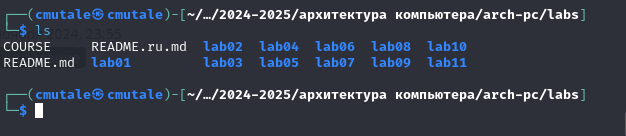 ┌──(cmutale㉿cmutale)-[~/…/2024-2025/архитектура компьютера/arch-pc/labs]
└─$ ls
COURSE     README.ru.md  lab02  lab04  lab06  lab08  lab10
README.md  lab01         lab03  lab05  lab07  lab09  lab11
┌──(cmutale㉿cmutale)-[~/…/2024-2025/архитектура компьютера/arch-pc/labs]
└─$